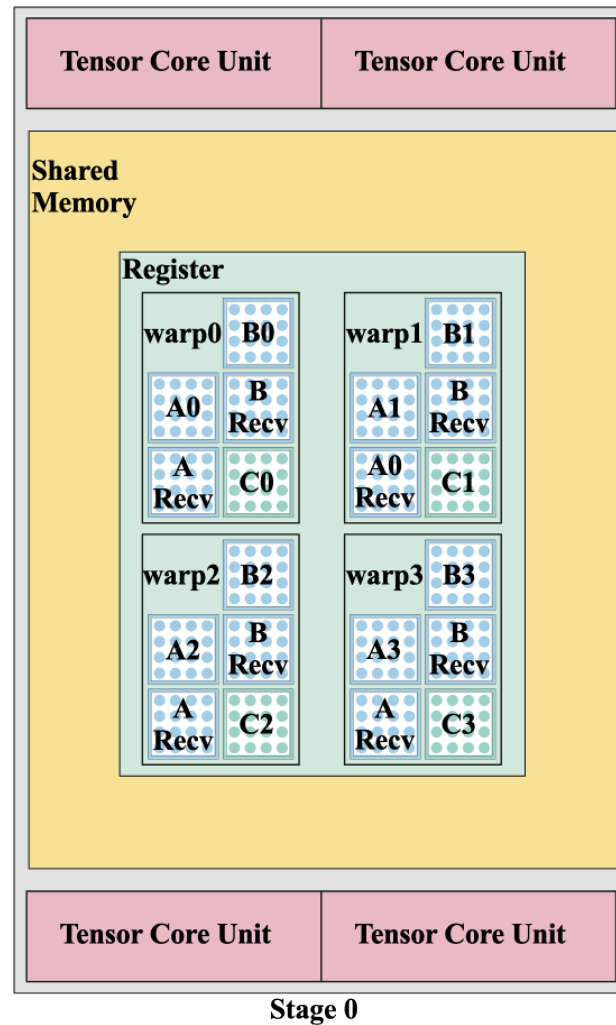 Tensor Core Unit Tensor Core Unit
Shared
Memory
Register
warp0 B0 warp1 B1
A0 B Recv A1 B Recv
A Recv C0 A0 Recv C1
warp2 B2 warp3 B3
A2 B Recv A3 B Recv
A Recv C2 A Recv C3
Tensor Core Unit Tensor Core Unit
Stage 0